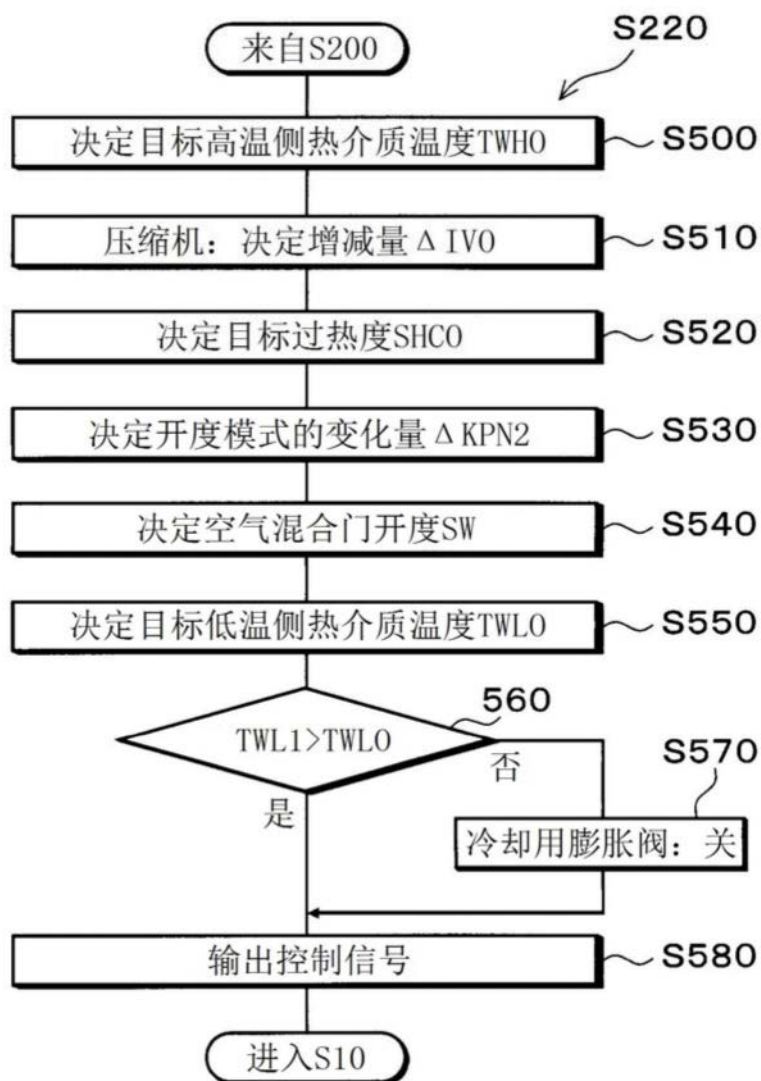 来自S200
S220
决定目标高温侧热介质温度TWHO
S500
压缩机：决定增减量ΔIVO
S510
决定目标过热度SHCO
S520
决定开度模式的变化量ΔKPN2
S530
决定空气混合门开度SW
S540
决定目标低温侧热介质温度TWLO
S550
TWL1>TWLO
560
否
是
S570
冷却用膨胀阀：关
输出控制信号
S580
进入S10